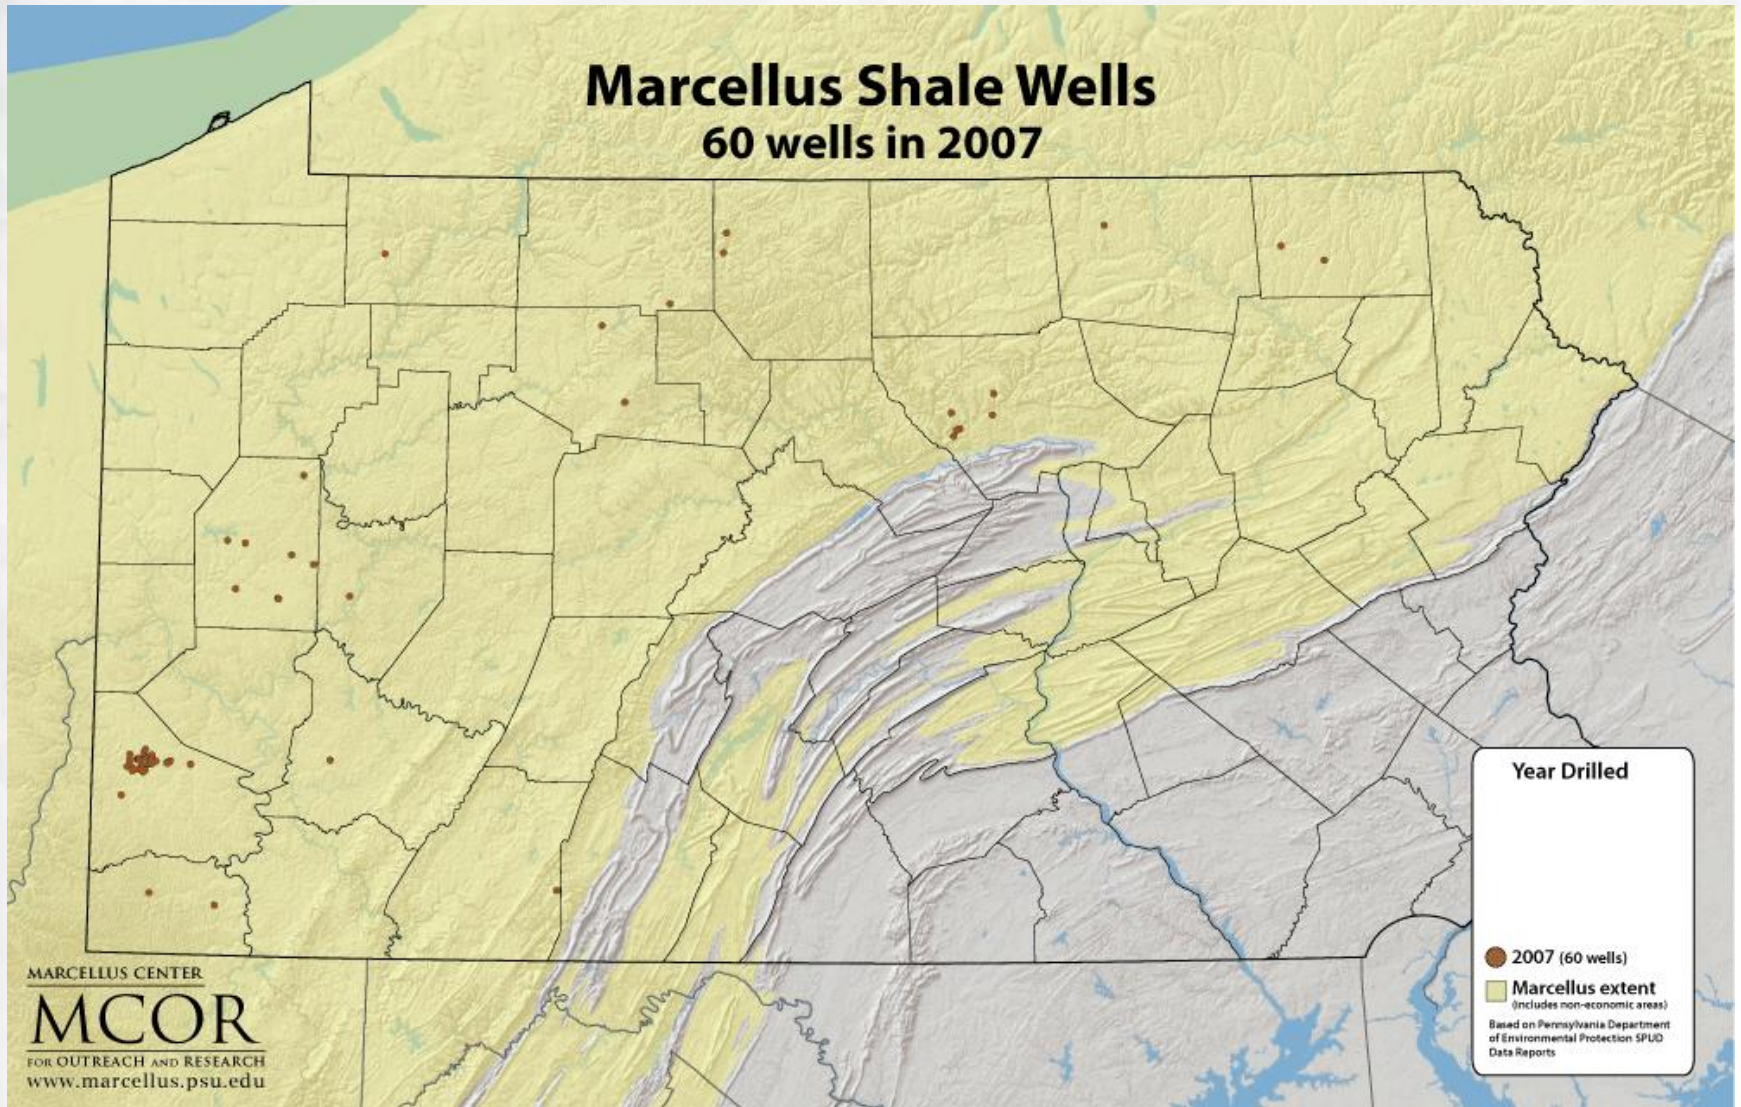 Marcellus Shale Wells
60 wells in 2007
Year Drilled
2007 (60 wells)
Marcellus extent
(includes non-economic areas)
Based on Pennsylvania Department
of Environmental Protection SPUD
Data Reports
MARCELLUS CENTER
MCOR
FOR OUTREACH AND RESEARCH
www.marcellus.psu.edu